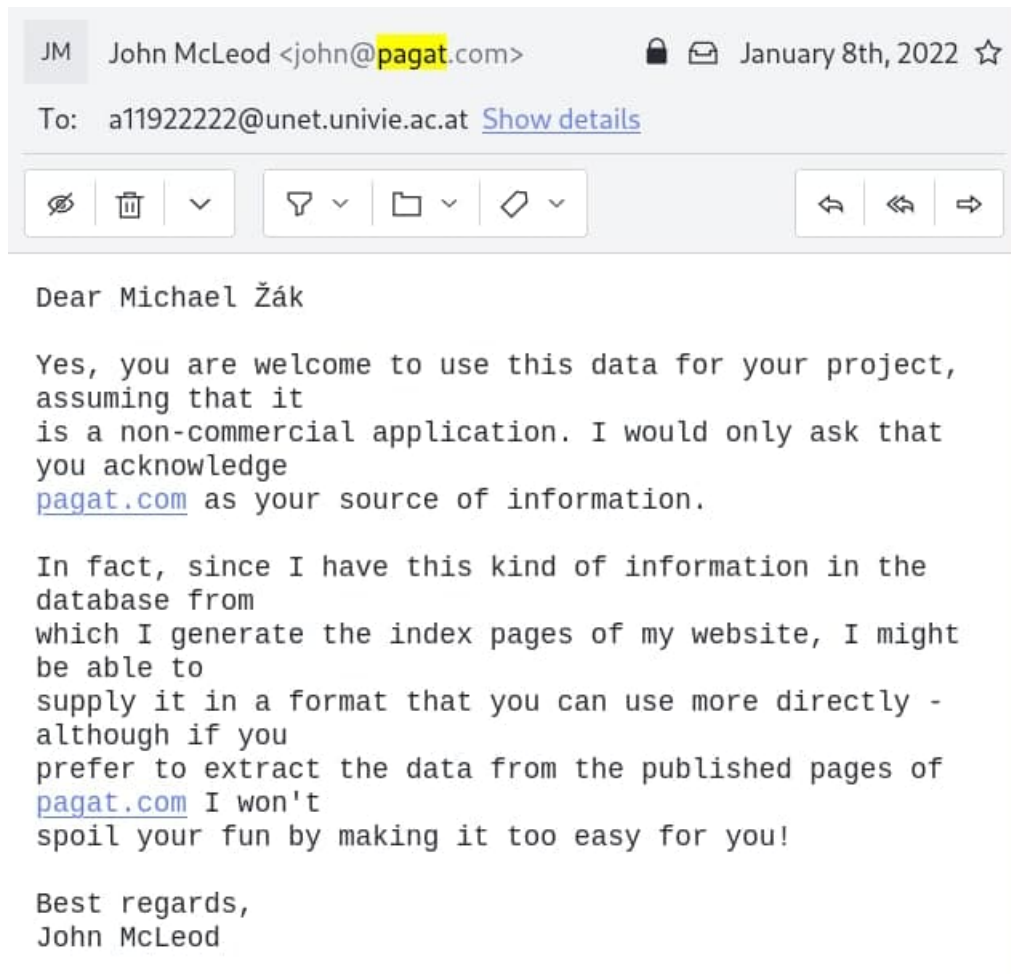 JM
John McLeod <john@pagat.com>
January 8th, 2022
To: a11922222@unet.univie.ac.at Show details
Dear Michael Žák
Yes, you are welcome to use this data for your project,
assuming that it
is a non-commercial application. I would only ask that
you acknowledge
pagat.com as your source of information.
In fact, since I have this kind of information in the
database from
which I generate the index pages of my website, I might
be able to
supply it in a format that you can use more directly -
although if you
prefer to extract the data from the published pages of
pagat.com I won't
spoil your fun by making it too easy for you!
Best regards,
John McLeod